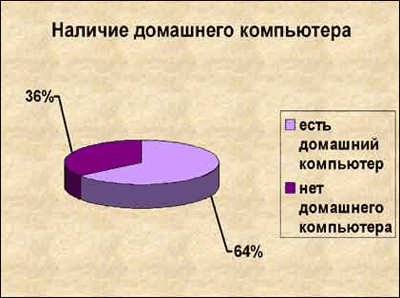 Наличие домашнего компьютера
36%
есть
домашний
компьютер
нет
домашнего
компьютера
64%